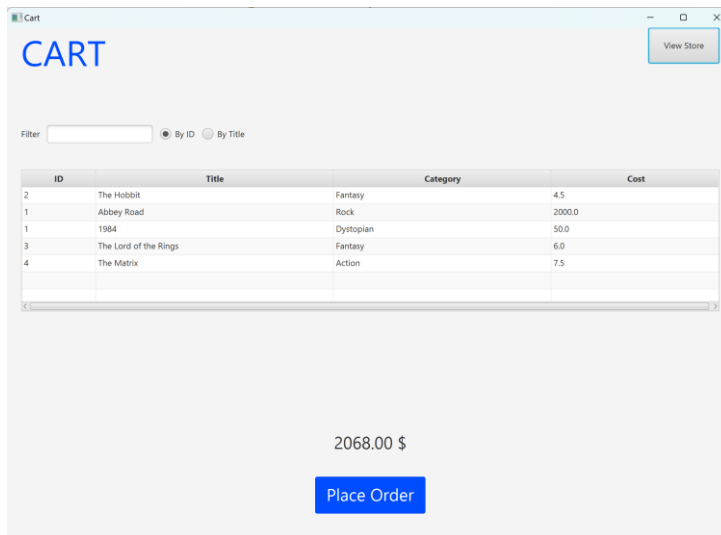 Cart
CART
View Store
Filter By ID By Title
ID Title Category Cost
2 The Hobbit Fantasy 4.5
1 Abbey Road Rock 2000.0
1 1984 Dystopian 50.0
3 The Lord of the Rings Fantasy 6.0
4 The Matrix Action 7.5
2068.00 $
Place Order